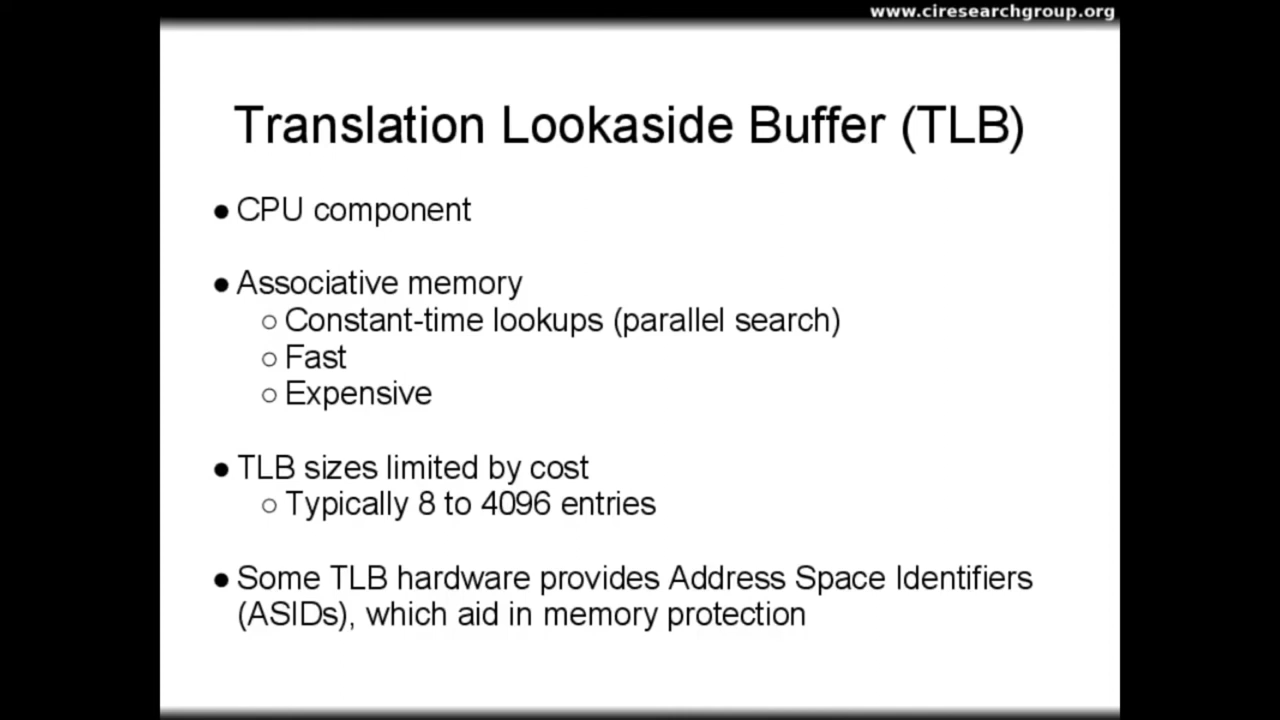 www.ciresearchgroup.org
Translation Lookaside Buffer (TLB)
● CPU component
● Associative memory
○ Constant-time lookups (parallel search)
○ Fast
○ Expensive
● TLB sizes limited by cost
○ Typically 8 to 4096 entries
● Some TLB hardware provides Address Space Identifiers
(ASIDs), which aid in memory protection